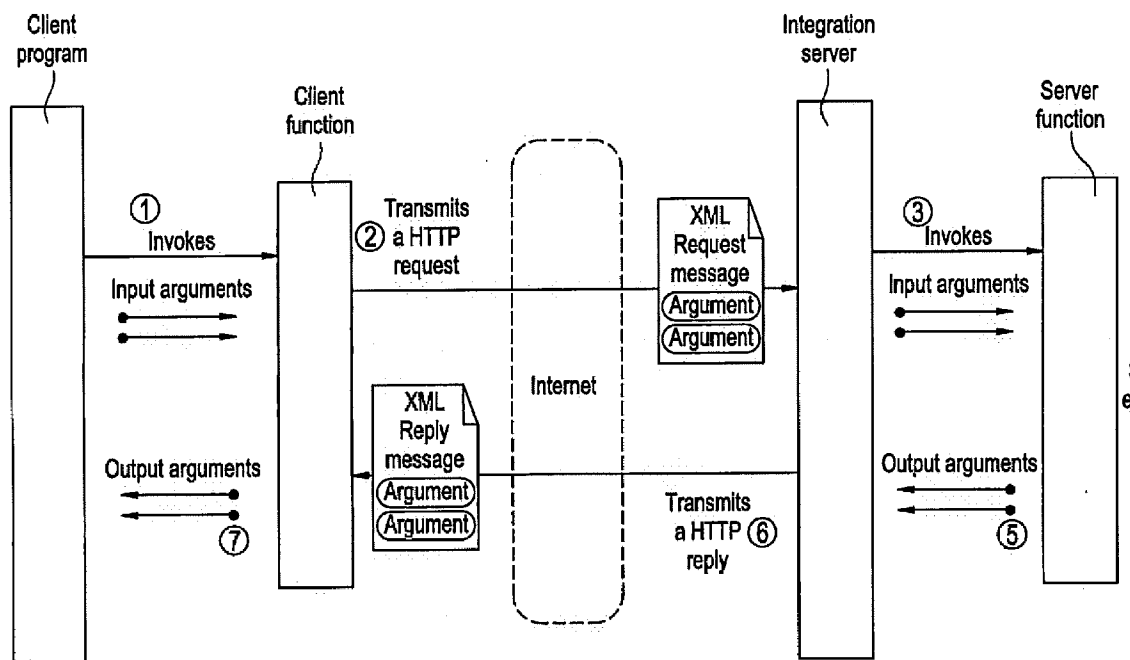 Client
program
Client
function
Integration
server
Server
function
①
Invokes
Input arguments
②
Transmits
a HTTP
request
XML
Request
message
Argument
Argument
③
Invokes
Input arguments
Internet
XML
Reply
message
Argument
Argument
Output arguments
⑦
Transmits
a HTTP ⑥
reply
Output arguments
⑤